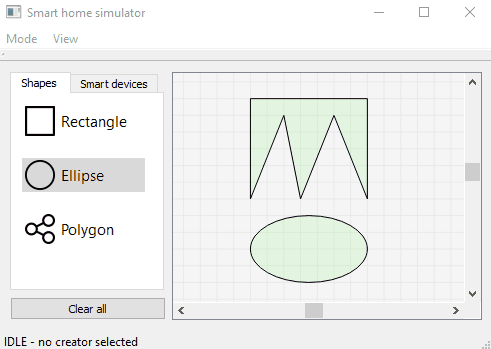 Smart home simulator
Mode View
Shapes Smart devices
Rectangle
Ellipse
Polygon
Clear all
IDLE - no creator selected